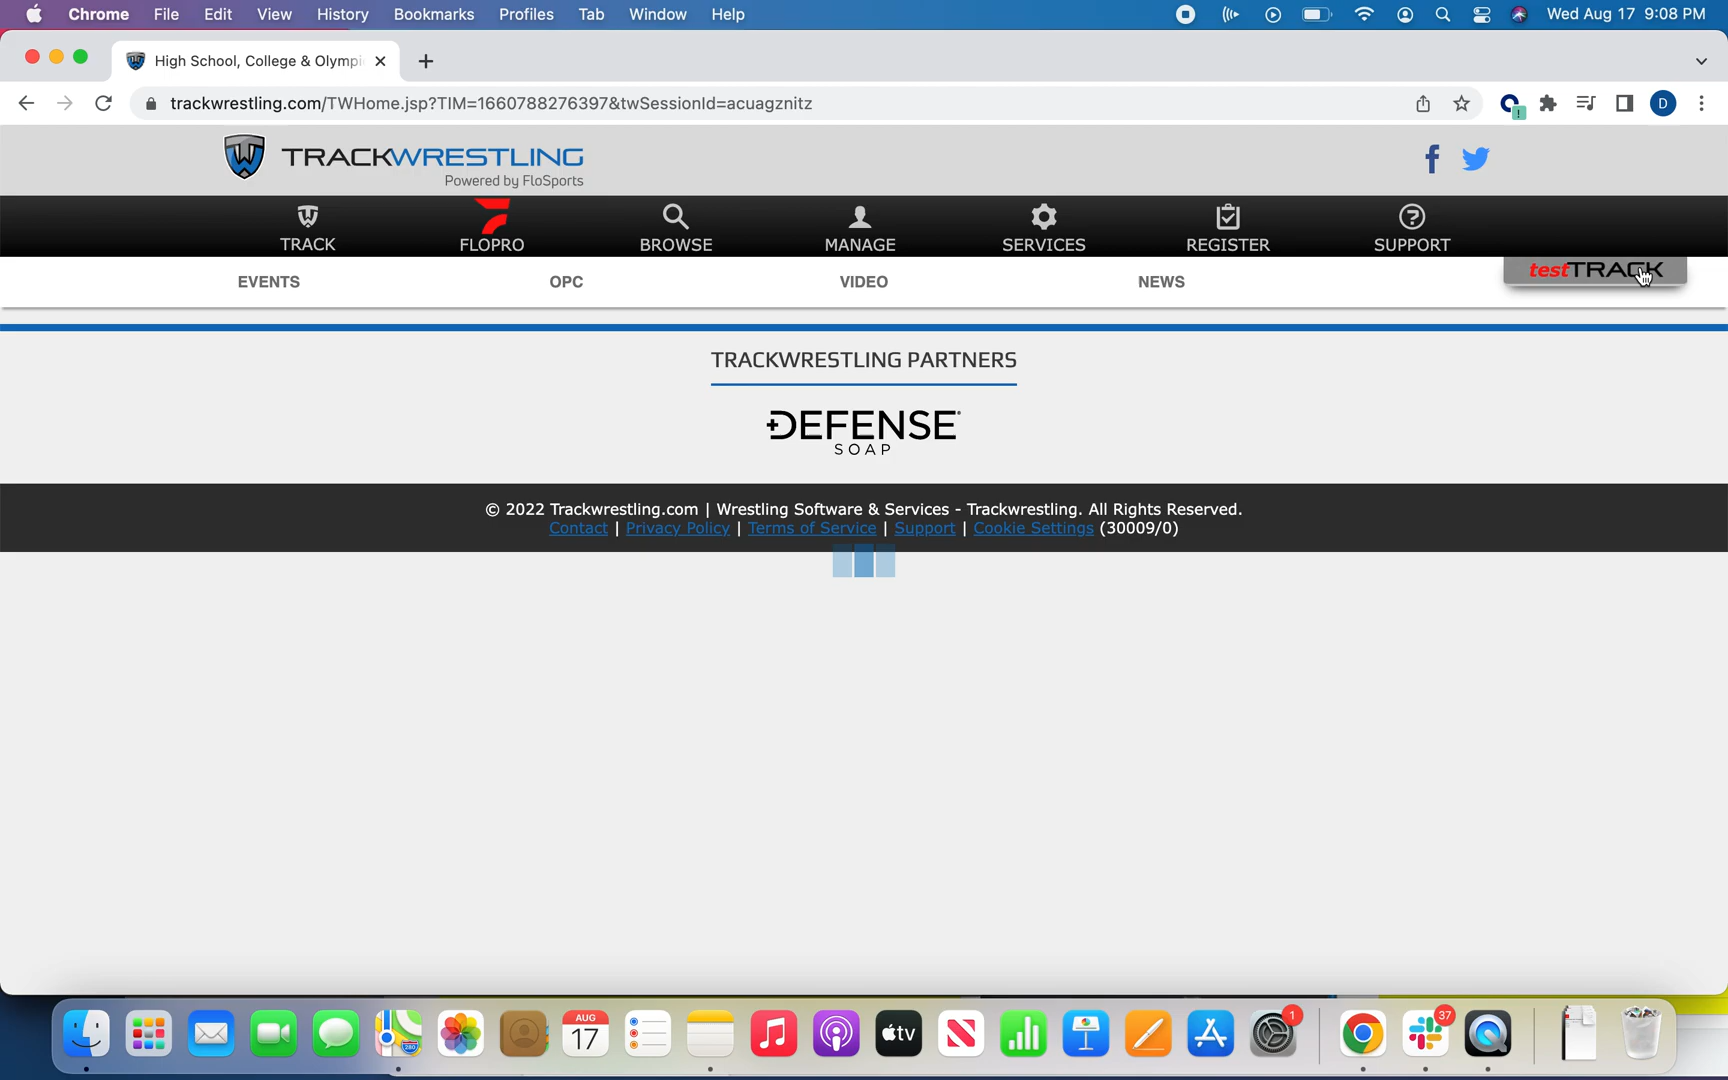 Chrome File Edit View History Bookmarks Profiles Tab Window Help Wed Aug 17 9:08 PM
High School, College & Olympi
trackwrestling.com/TWHome.jsp?TIM=1660788276397&twSessionId=acuagznitz D
TRACKWRESTLING
Powered by FloSports
TRACK FLOPRO BROWSE MANAGE SERVICES REGISTER SUPPORT
testTRACK
EVENTS OPC VIDEO NEWS
TRACKWRESTLING PARTNERS
DEFENSE
SOAP
© 2022 Trackwrestling.com | Wrestling Software & Services - Trackwrestling. All Rights Reserved.
Contact | Privacy Policy | Terms of Service | Support | Cookie Settings (30009/0)
AUG
17
280
tv
1
37